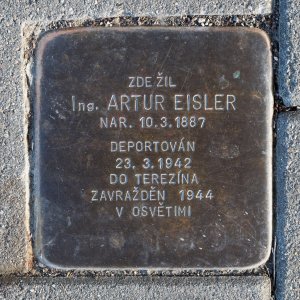 ZDE ŽIL
Ing. ARTUR EISLER
NAR. 10.3.1887
DEPORTOVÁN
23. 3.1942
DO TEREZÍNA
ZAVRAŽDĚN 1944
V OSVĚTIMI